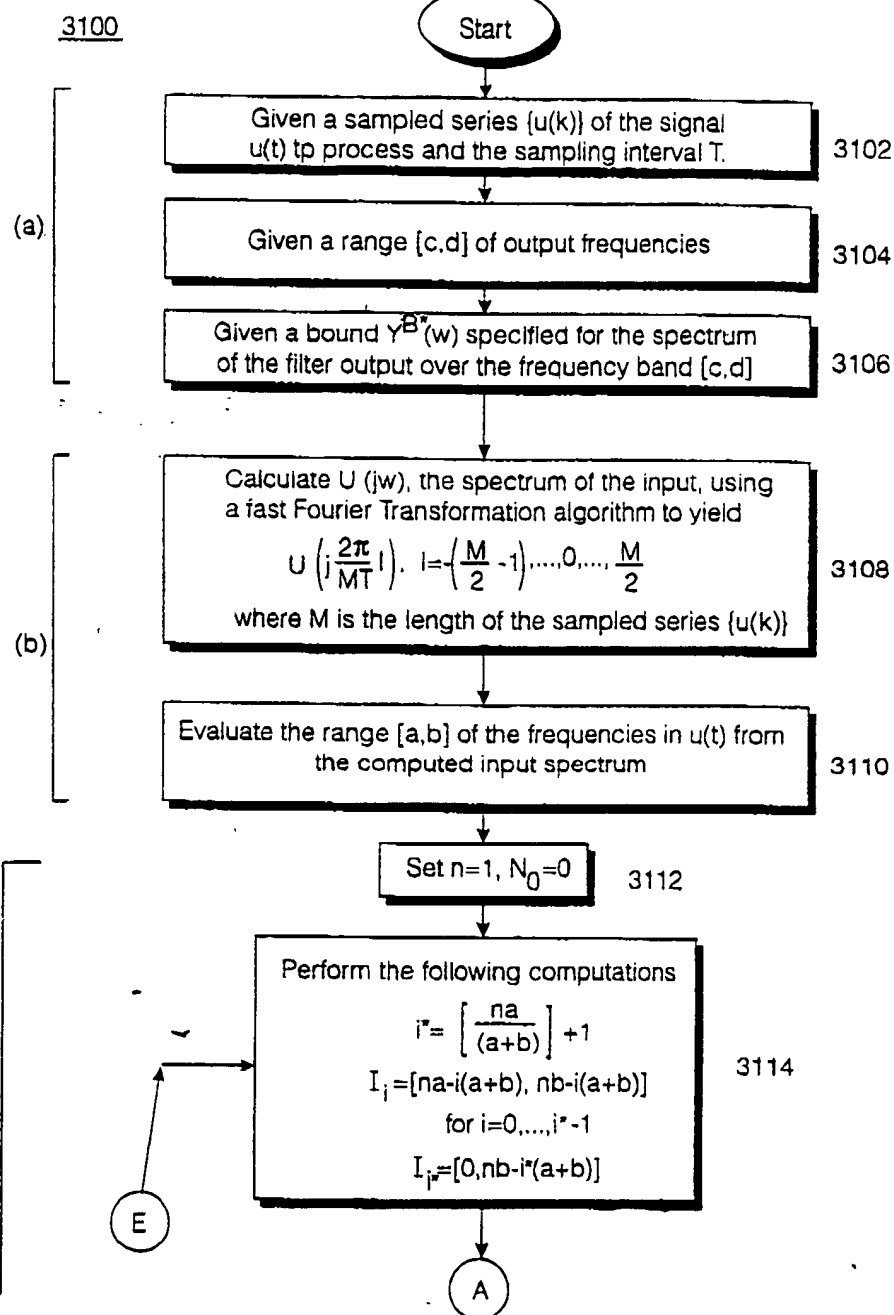 3100
Start
(a)
Given a sampled series {u(k)} of the signal
u(t) tp process and the sampling interval T.
3102
Given a range [c,d] of output frequencies
3104
Given a bound Y^B*(w) specified for the spectrum
of the filter output over the frequency band [c,d]
3106
(b)
Calculate U (jw), the spectrum of the input, using
a fast Fourier Transformation algorithm to yield
U (j 2π/MT l), l=-(M/2 -1),...,0,..., M/2
where M is the length of the sampled series {u(k)}
3108
Evaluate the range [a,b] of the frequencies in u(t) from
the computed input spectrum
3110
Set n=1, N₀=0
3112
Perform the following computations
i*= [na/(a+b)] +1
I_i=[na-i(a+b), nb-i(a+b)]
for i=0,...,i*-1
I_i*=[0,nb-i*(a+b)]
3114
E
A